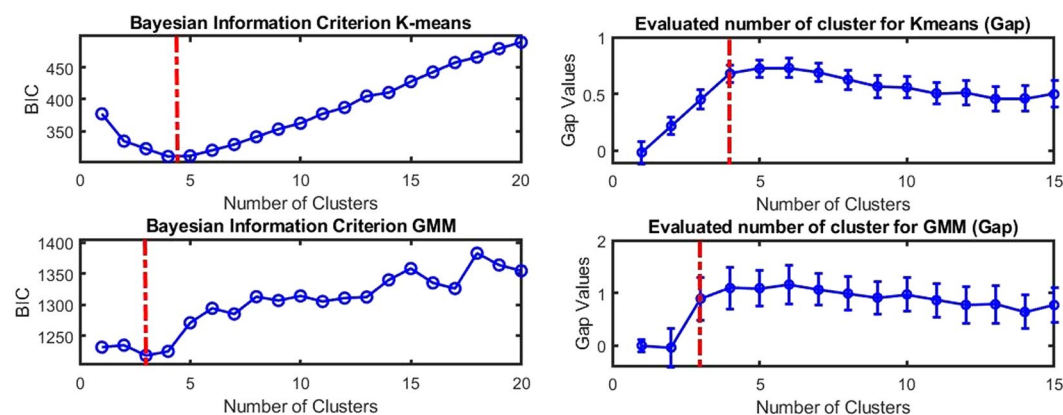 Bayesian Information Criterion K-means
BIC
450
400
350
0 5 10 15 20
Number of Clusters
Evaluated number of cluster for Kmeans (Gap)
Gap Values
1
0.5
0
0 5 10 15
Number of Clusters
Bayesian Information Criterion GMM
BIC
1400
1350
1300
1250
0 5 10 15 20
Number of Clusters
Evaluated number of cluster for GMM (Gap)
Gap Values
2
1
0
0 5 10 15
Number of Clusters